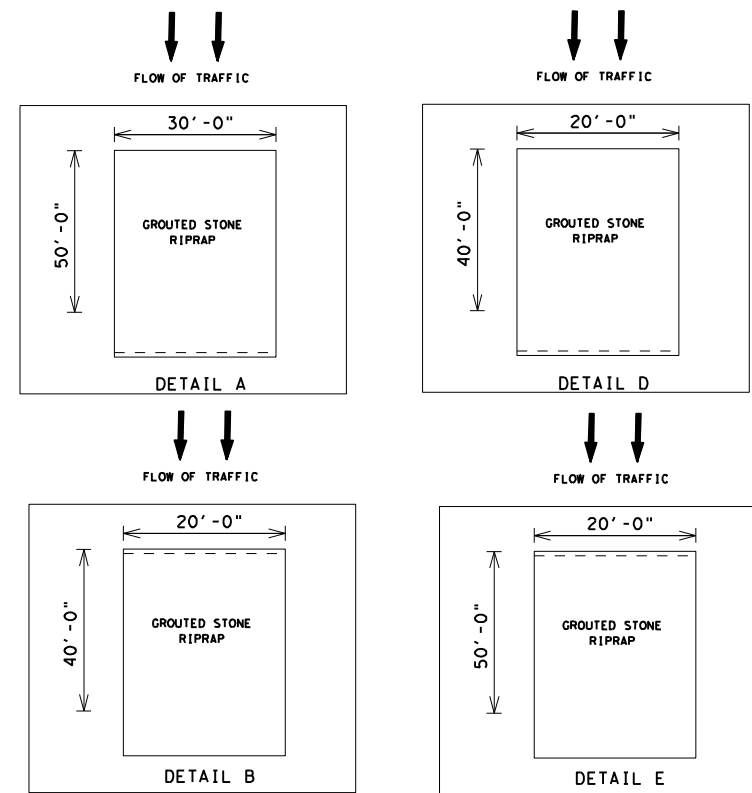 FLOW OF TRAFFIC
30'-0"
50'-0"
GROUTED STONE
RIPRAP
DETAIL A
FLOW OF TRAFFIC
20'-0"
40'-0"
GROUTED STONE
RIPRAP
DETAIL D
FLOW OF TRAFFIC
20'-0"
40'-0"
GROUTED STONE
RIPRAP
DETAIL B
FLOW OF TRAFFIC
20'-0"
50'-0"
GROUTED STONE
RIPRAP
DETAIL E